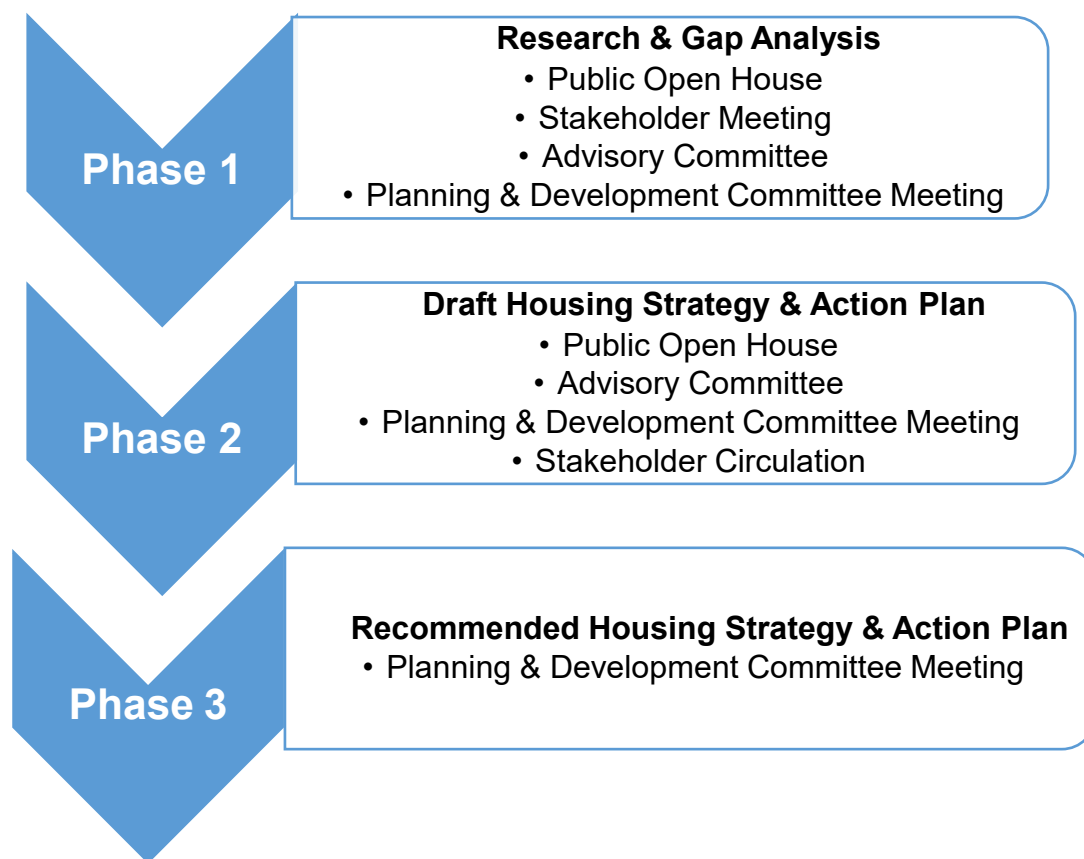 Phase 1
Research & Gap Analysis
• Public Open House
• Stakeholder Meeting
• Advisory Committee
• Planning & Development Committee Meeting
Phase 2
Draft Housing Strategy & Action Plan
• Public Open House
• Advisory Committee
• Planning & Development Committee Meeting
• Stakeholder Circulation
Phase 3
Recommended Housing Strategy & Action Plan
• Planning & Development Committee Meeting